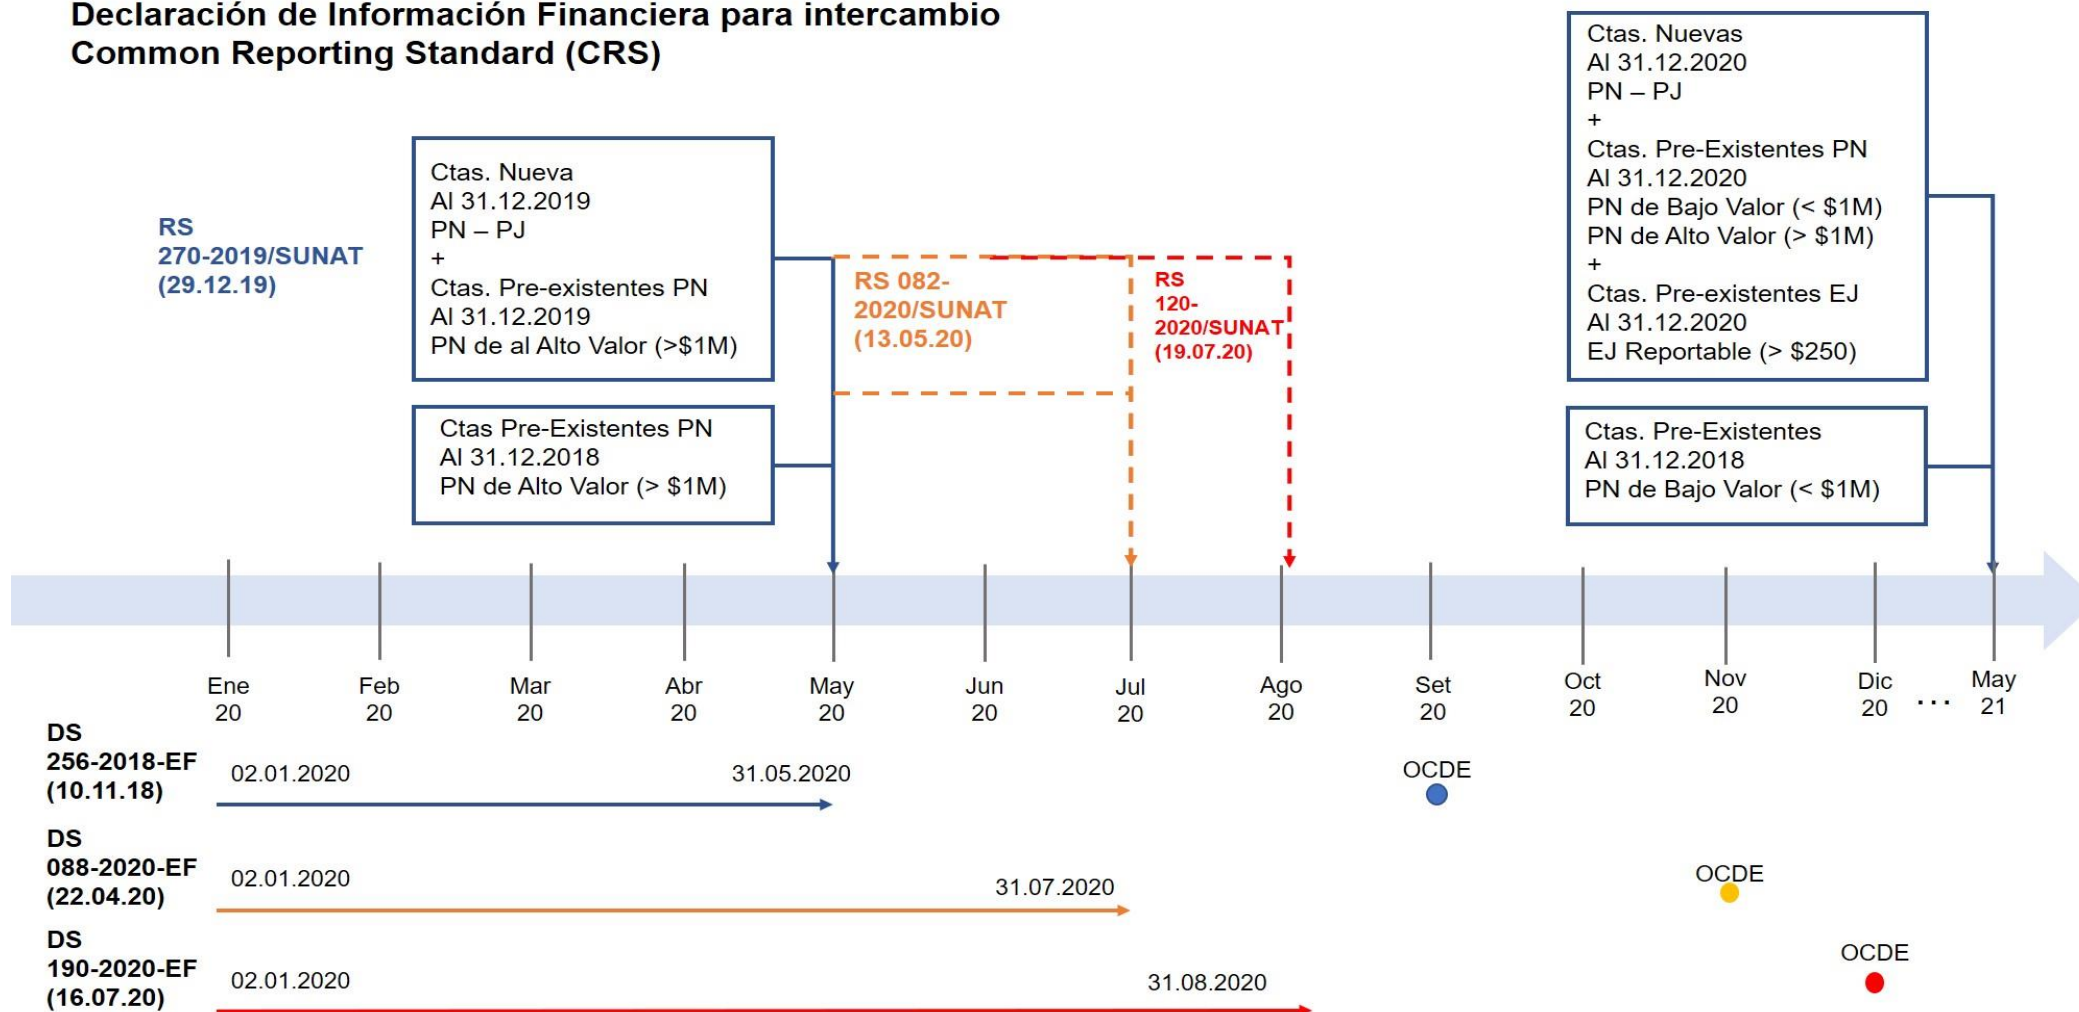 Declaración de Información Financiera para intercambio
Common Reporting Standard (CRS)
RS
270-2019/SUNAT
(29.12.19)
Ctas. Nueva
Al 31.12.2019
PN – PJ
+
Ctas. Pre-existentes PN
Al 31.12.2019
PN de al Alto Valor (>$1M)
Ctas Pre-Existentes PN
Al 31.12.2018
PN de Alto Valor (> $1M)
RS 082-
2020/SUNAT
(13.05.20)
RS
120-
2020/SUNAT
(19.07.20)
Ctas. Nuevas
Al 31.12.2020
PN – PJ
+
Ctas. Pre-Existentes PN
Al 31.12.2020
PN de Bajo Valor (< $1M)
PN de Alto Valor (> $1M)
+
Ctas. Pre-existentes EJ
Al 31.12.2020
EJ Reportable (> $250)
Ctas. Pre-Existentes
Al 31.12.2018
PN de Bajo Valor (< $1M)
Ene
20
Feb
20
Mar
20
Abr
20
May
20
Jun
20
Jul
20
Ago
20
Set
20
Oct
20
Nov
20
Dic
20
...
May
21
DS
256-2018-EF
(10.11.18)
02.01.2020
31.05.2020
OCDE
DS
088-2020-EF
(22.04.20)
02.01.2020
31.07.2020
OCDE
DS
190-2020-EF
(16.07.20)
02.01.2020
31.08.2020
OCDE